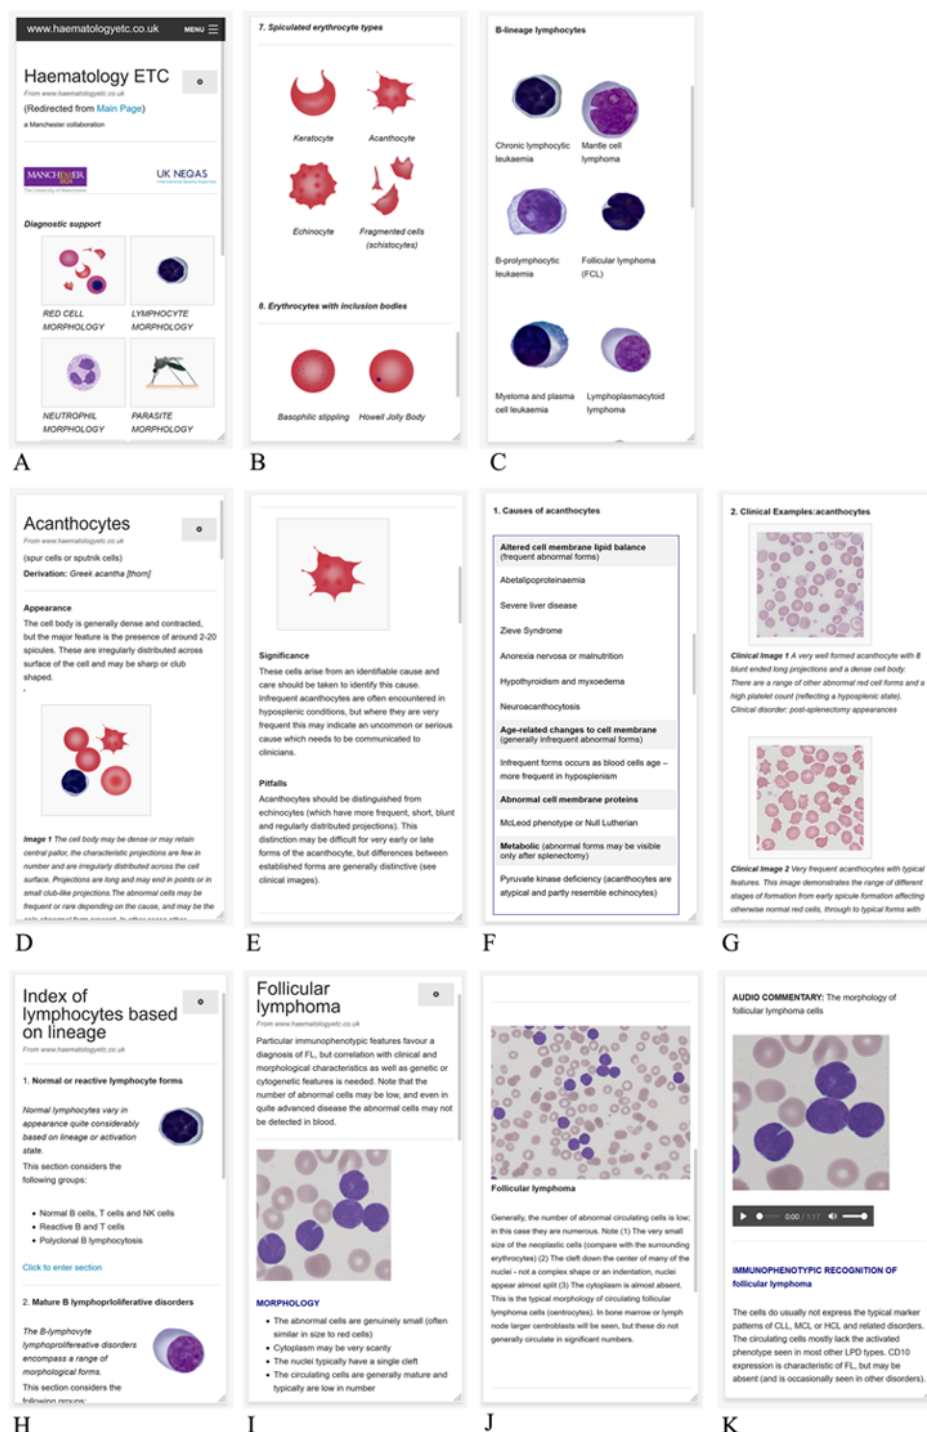 www.haematologyetc.co.uk MENU
Haematology ETC
From www.haematologyetc.co.uk
(Redirected from Main Page)
a Manchester collaboration
MANCHESTER
1824
The University of Manchester
UK NEQAS
International Quality Expertise
Diagnostic support
RED CELL
MORPHOLOGY
LYMPHOCYTE
MORPHOLOGY
NEUTROPHIL
MORPHOLOGY
PARASITE
MORPHOLOGY
A
7. Spiculated erythrocyte types
Keratocyte
Acanthocyte
Echinocyte
Fragmented cells
(schistocytes)
8. Erythrocytes with inclusion bodies
Basophilic stippling
Howell Jolly Body
B
B-lineage lymphocytes
Chronic lymphocytic
leukaemia
Mantle cell
lymphoma
B-prolymphocytic
leukaemia
Follicular lymphoma
(FCL)
Myeloma and plasma
cell leukaemia
Lymphoplasmacytoid
lymphoma
C
Acanthocytes
From www.haematologyetc.co.uk
(spur cells or sputnik cells)
Derivation: Greek acantha [thorn]
Appearance
The cell body is generally dense and contracted,
but the major feature is the presence of around 2-20
spicules. These are irregularly distributed across
surface of the cell and may be sharp or club
shaped.
Image 1 The cell body may be dense or may retain
central pallor, the characteristic projections are few in
number and are irregularly distributed across the cell
surface. Projections are long and may end in points or in
small club-like projections.The abnormal cells may be
frequent or rare depending on the cause, and may be the
D
Significance
These cells arise from an identifiable cause and
care should be taken to identify this cause.
Infrequent acanthocytes are often encountered in
hyposplenic conditions, but where they are very
frequent this may indicate an uncommon or serious
cause which needs to be communicated to
clinicians.
Pitfalls
Acanthocytes should be distinguished from
echinocytes (which have more frequent, short, blunt
and regularly distributed projections). This
distinction may be difficult for very early or late
forms of the acanthocyte, but differences between
established forms are generally distinctive (see
clinical images).
E
1. Causes of acanthocytes
Altered cell membrane lipid balance
(frequent abnormal forms)
Abetalipoproteinaemia
Severe liver disease
Zieve Syndrome
Anorexia nervosa or malnutrition
Hypothyroidism and myxoedema
Neuroacanthocytosis
Age-related changes to cell membrane
(generally infrequent abnormal forms)
Infrequent forms occurs as blood cells age –
more frequent in hyposplenism
Abnormal cell membrane proteins
McLeod phenotype or Null Lutheran
Metabolic (abnormal forms may be visible
only after splenectomy)
Pyruvate kinase deficiency (acanthocytes are
atypical and partly resemble echinocytes)
F
2. Clinical Examples:acanthocytes
Clinical Image 1 A very well formed acanthocyte with 8
blunt ended long projections and a dense cell body.
There are a range of other abnormal red cell forms and a
high platelet count (reflecting a hyposplenic state).
Clinical disorder: post-splenectomy appearances
Clinical Image 2 Very frequent acanthocytes with typical
features. This image demonstrates the range of different
stages of formation from early spicule formation affecting
otherwise normal red cells, through to typical forms with
G
Index of
lymphocytes based
on lineage
From www.haematologyetc.co.uk
1. Normal or reactive lymphocyte forms
Normal lymphocytes vary in
appearance quite considerably
based on lineage or activation
state.
This section considers the
following groups:
• Normal B cells, T cells and NK cells
• Reactive B and T cells
• Polyclonal B lymphocytosis
Click to enter section
2. Mature B lymphoprloliferative disorders
The B-lymphovyte
lymphoprolifereative disorders
encompass a range of
morphological forms.
This section considers the
following groups:
H
Follicular
lymphoma
From www.haematologyetc.co.uk
Particular immunophenotypic features favour a
diagnosis of FL, but correlation with clinical and
morphological characteristics as well as genetic or
cytogenetic features is needed. Note that the
number of abnormal cells may be low, and even in
quite advanced disease the abnormal cells may not
be detected in blood.
MORPHOLOGY
• The abnormal cells are genuinely small (often
similar in size to red cells)
• Cytoplasm may be very scanty
• The nuclei typically have a single cleft
• The circulating cells are generally mature and
typically are low in number
I
Follicular lymphoma
Generally, the number of abnormal circulating cells is low;
in this case they are numerous. Note (1) The very small
size of the neoplastic cells (compare with the surrounding
erythrocytes) (2) The cleft down the center of many of the
nuclei - not a complex shape or an indentation, nuclei
appear almost split (3) The cytoplasm is almost absent.
This is the typical morphology of circulating follicular
lymphoma cells (centrocytes). In bone marrow or lymph
node larger centroblasts will be seen, but these do not
generally circulate in significant numbers.
J
AUDIO COMMENTARY: The morphology of
follicular lymphoma cells
0:00 / 1:17
IMMUNOPHENOTYPIC RECOGNITION OF
follicular lymphoma
The cells do usually not express the typical marker
patterns of CLL, MCL or HCL and related disorders.
The circulating cells mostly lack the activated
phenotype seen in most other LPD types. CD10
expression is characteristic of FL, but may be
absent (and is occasionally seen in other disorders).
K